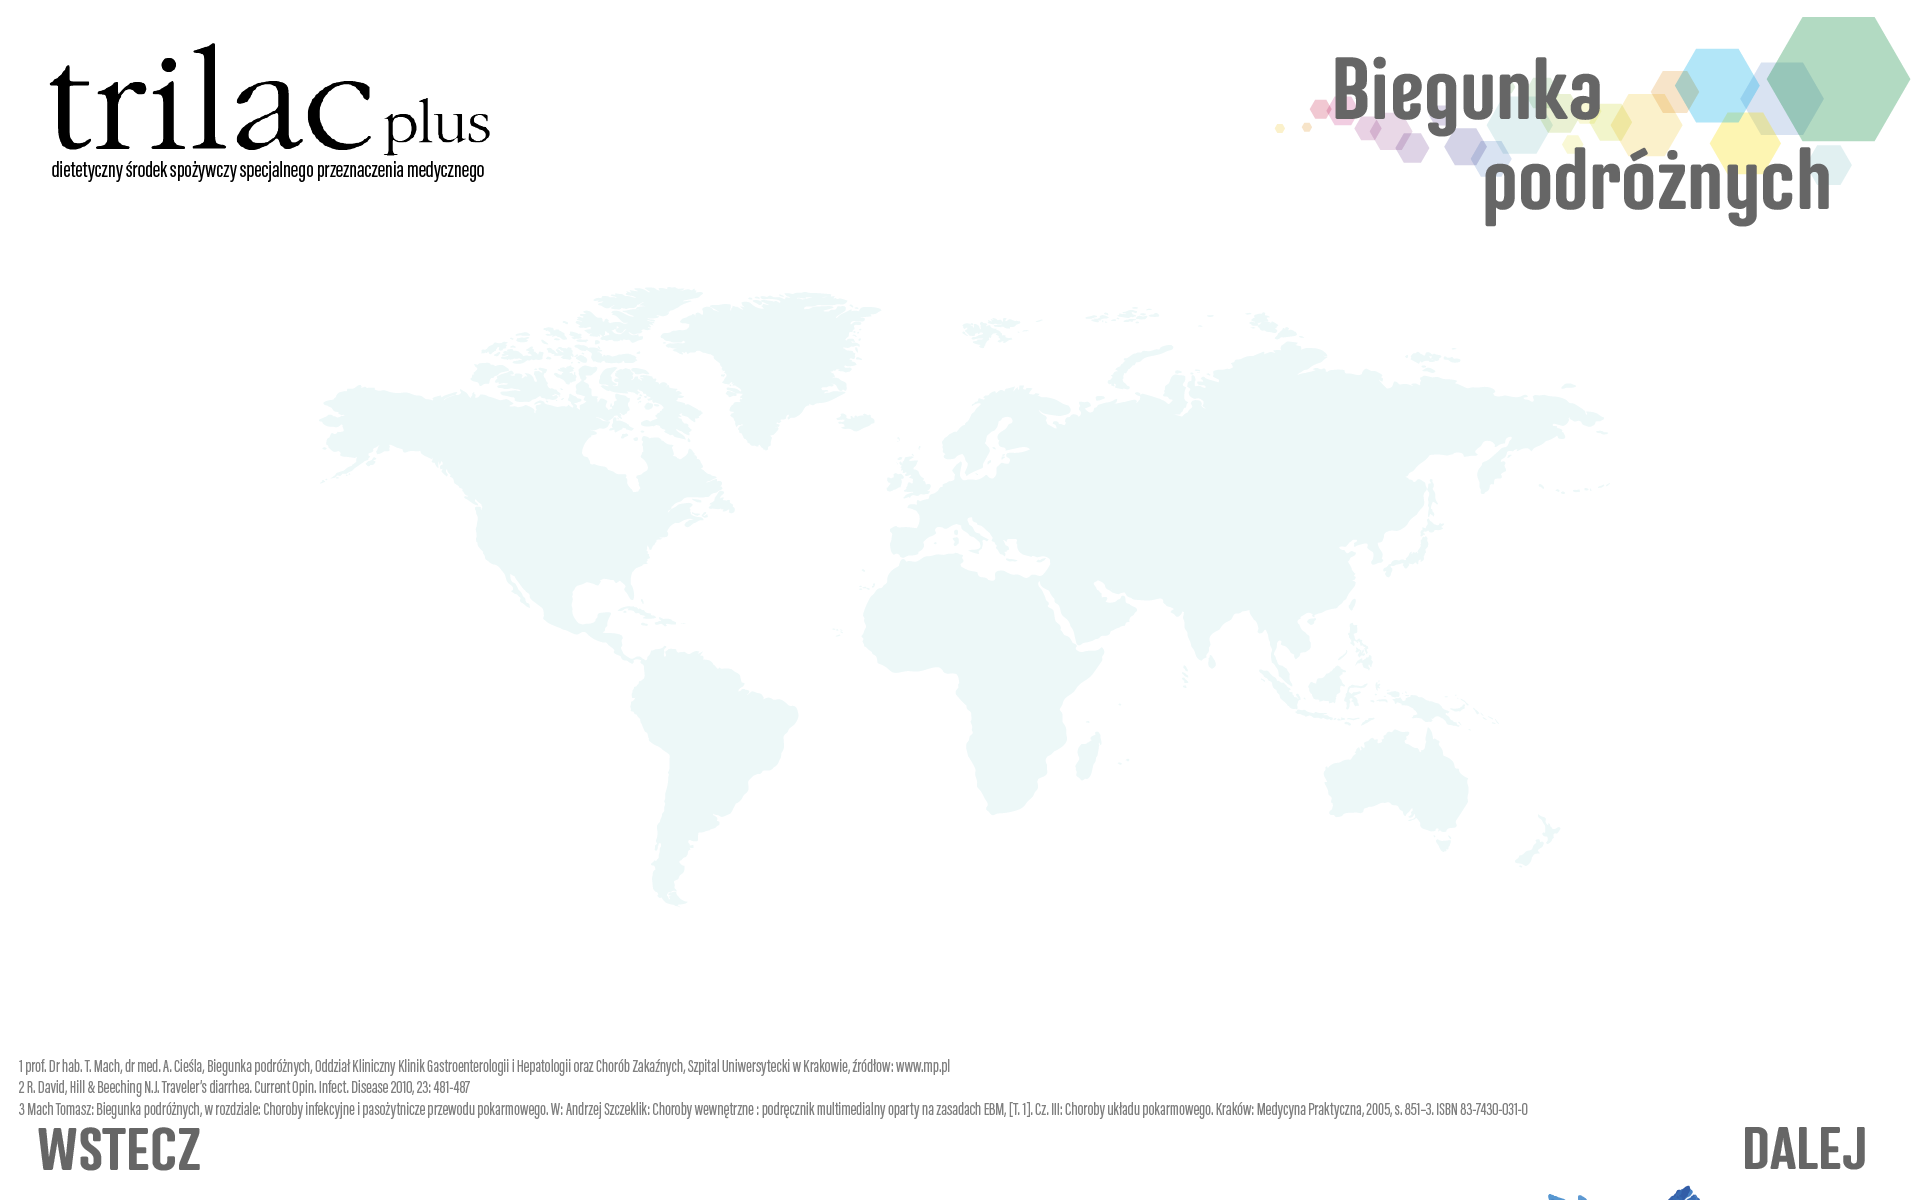 trilac plus
dietetyczny środek spożywczy specjalnego przeznaczenia medycznego
Biegunka
podróżnych
1 prof. Dr hab. T. Mach, dr med. A. Cieśla, Biegunka podróżnych, Oddział Kliniczny Klinik Gastroenterologii i Hepatologii oraz Chorób Zakaźnych, Szpital Uniwersytecki w Krakowie, źródłow: www.mp.pl
2 R. David, Hill & Beeching N.J. Traveler's diarrhea. Current Opin. Infect. Disease 2010, 23: 481-487
3 Mach Tomasz: Biegunka podróżnych, w rozdziale: Choroby infekcyjne i pasożytnicze przewodu pokarmowego. W: Andrzej Szczeklik: Choroby wewnętrzne : podręcznik multimedialny oparty na zasadach EBM, [T. 1]. Cz. III: Choroby układu pokarmowego. Kraków: Medycyna Praktyczna, 2005, s. 851–3. ISBN 83-7430-031-0
WSTECZ
DALEJ